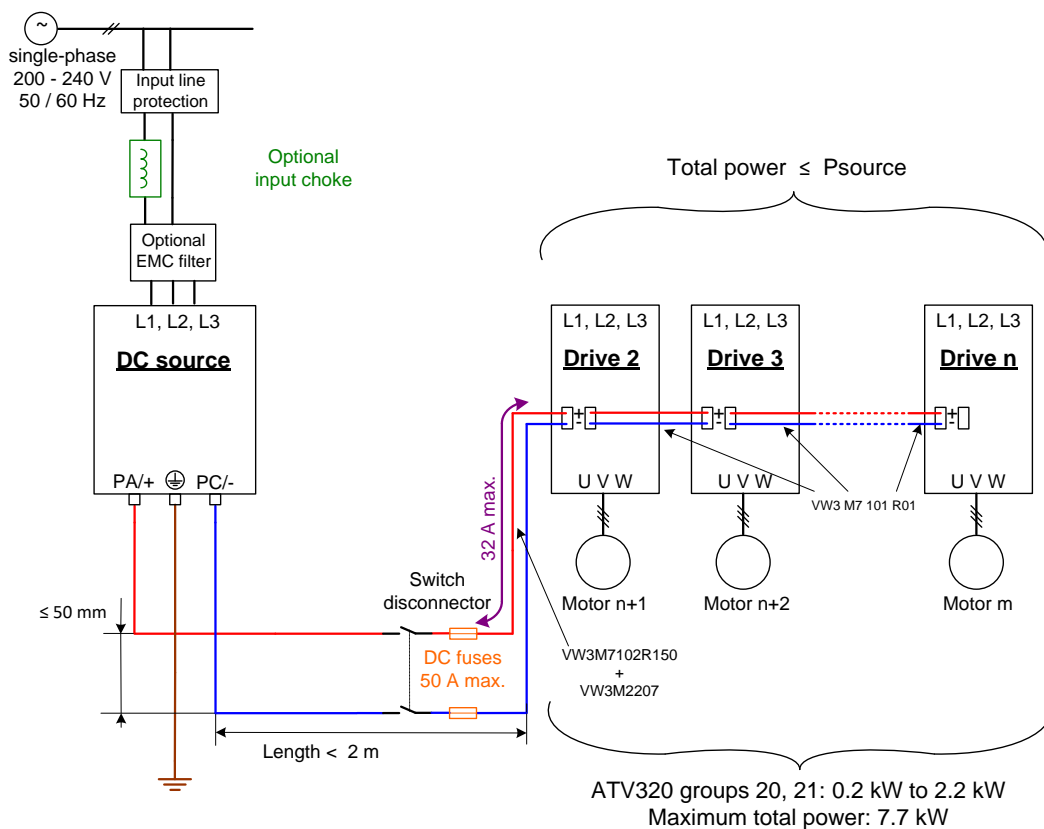 ~
single-phase
200 - 240 V
50 / 60 Hz
Input line
protection
Optional
input choke
Optional
EMC filter
L1, L2, L3
DC source
PA/+
PC/-
≤ 50 mm
Length < 2 m
Switch
disconnector
DC fuses
50 A max.
32 A max.
Total power ≤ Psource
L1, L2, L3
Drive 2
+
-
U V W
Motor n+1
L1, L2, L3
Drive 3
+
-
U V W
Motor n+2
L1, L2, L3
Drive n
+
-
U V W
Motor m
VW3 M7 101 R01
VW3M7102R150
+
VW3M2207
ATV320 groups 20, 21: 0.2 kW to 2.2 kW
Maximum total power: 7.7 kW